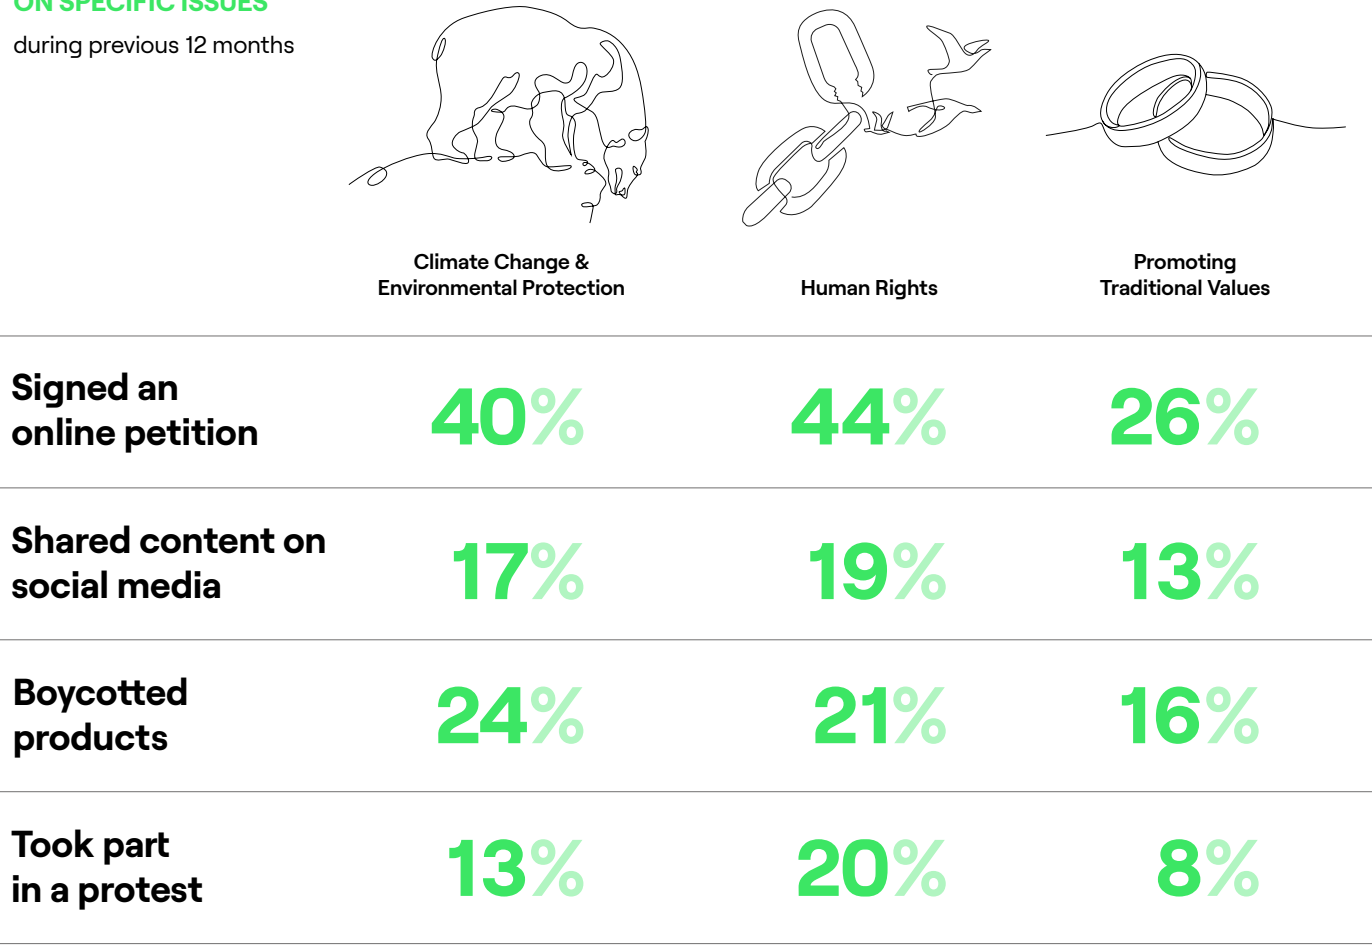 ON SPECIFIC ISSUES
during previous 12 months
Climate Change &
Environmental Protection
Human Rights
Promoting
Traditional Values
Signed an
online petition
40% 44% 26%
Shared content on
social media
17% 19% 13%
Boycotted
products
24% 21% 16%
Took part
in a protest
13% 20% 8%